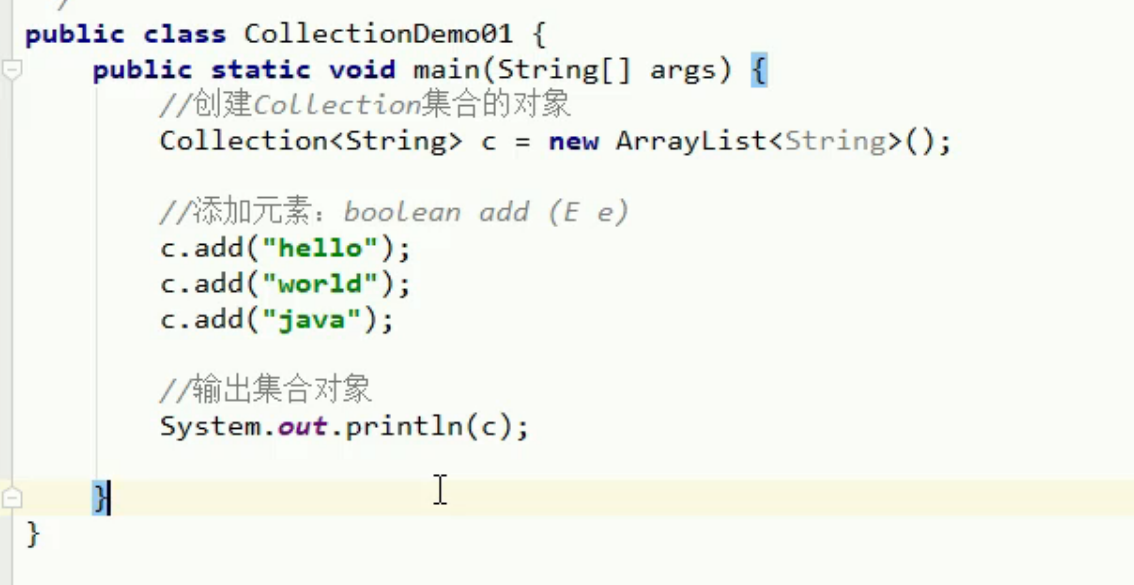 public class CollectionDemo01 {
public static void main(String[] args) {
//创建Collection集合的对象
Collection<String> c = new ArrayList<String>();
//添加元素：boolean add (E e)
c.add("hello");
c.add("world");
c.add("java");
//输出集合对象
System.out.println(c);
}
}